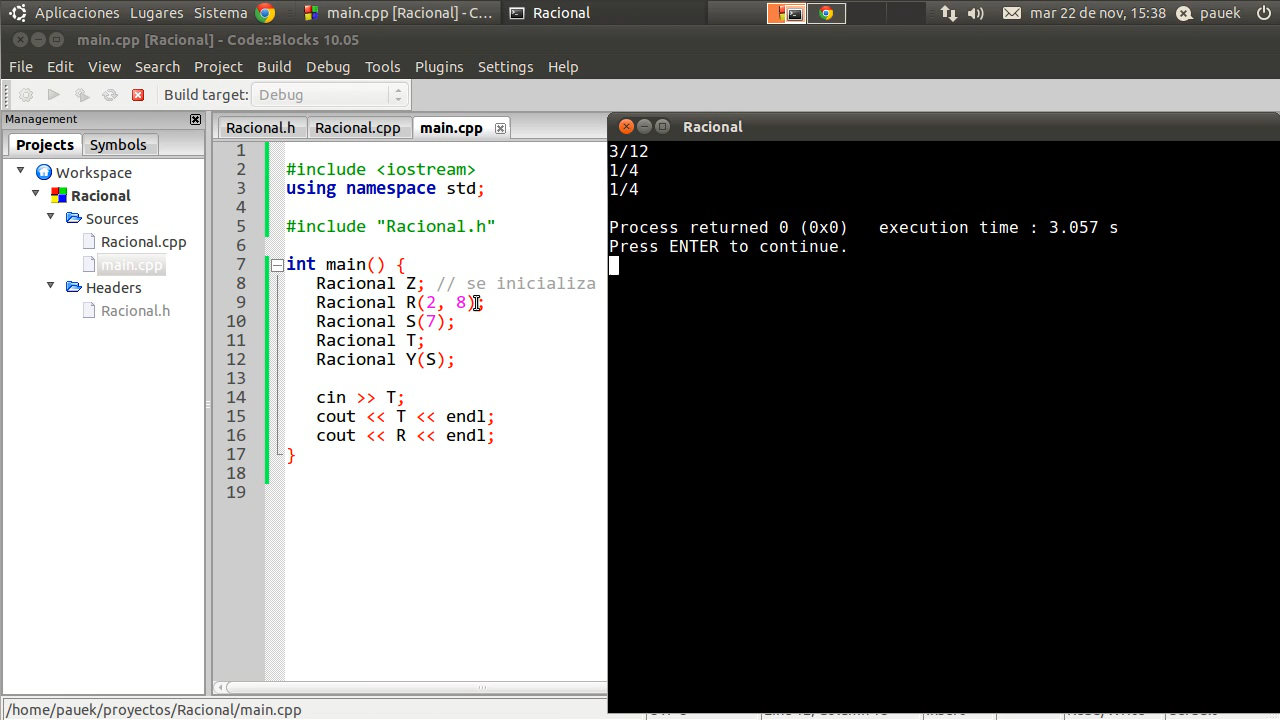 Aplicaciones Lugares Sistema main.cpp [Racional] - C... Racional mar 22 de nov, 15:38 pauek
main.cpp [Racional] - Code::Blocks 10.05
File Edit View Search Project Build Debug Tools Plugins Settings Help
Build target: Debug
Management
Projects Symbols
Workspace
Racional
Sources
Racional.cpp
main.cpp
Headers
Racional.h
Racional.h Racional.cpp main.cpp
1
2 #include <iostream>
3 using namespace std;
4
5 #include "Racional.h"
6
7 int main() {
8 Racional Z; // se inicializa
9 Racional R(2, 8);
10 Racional S(7);
11 Racional T;
12 Racional Y(S);
13
14 cin >> T;
15 cout << T << endl;
16 cout << R << endl;
17 }
18
19
Racional
3/12
1/4
1/4
Process returned 0 (0x0) execution time : 3.057 s
Press ENTER to continue.
/home/pauek/proyectos/Racional/main.cpp